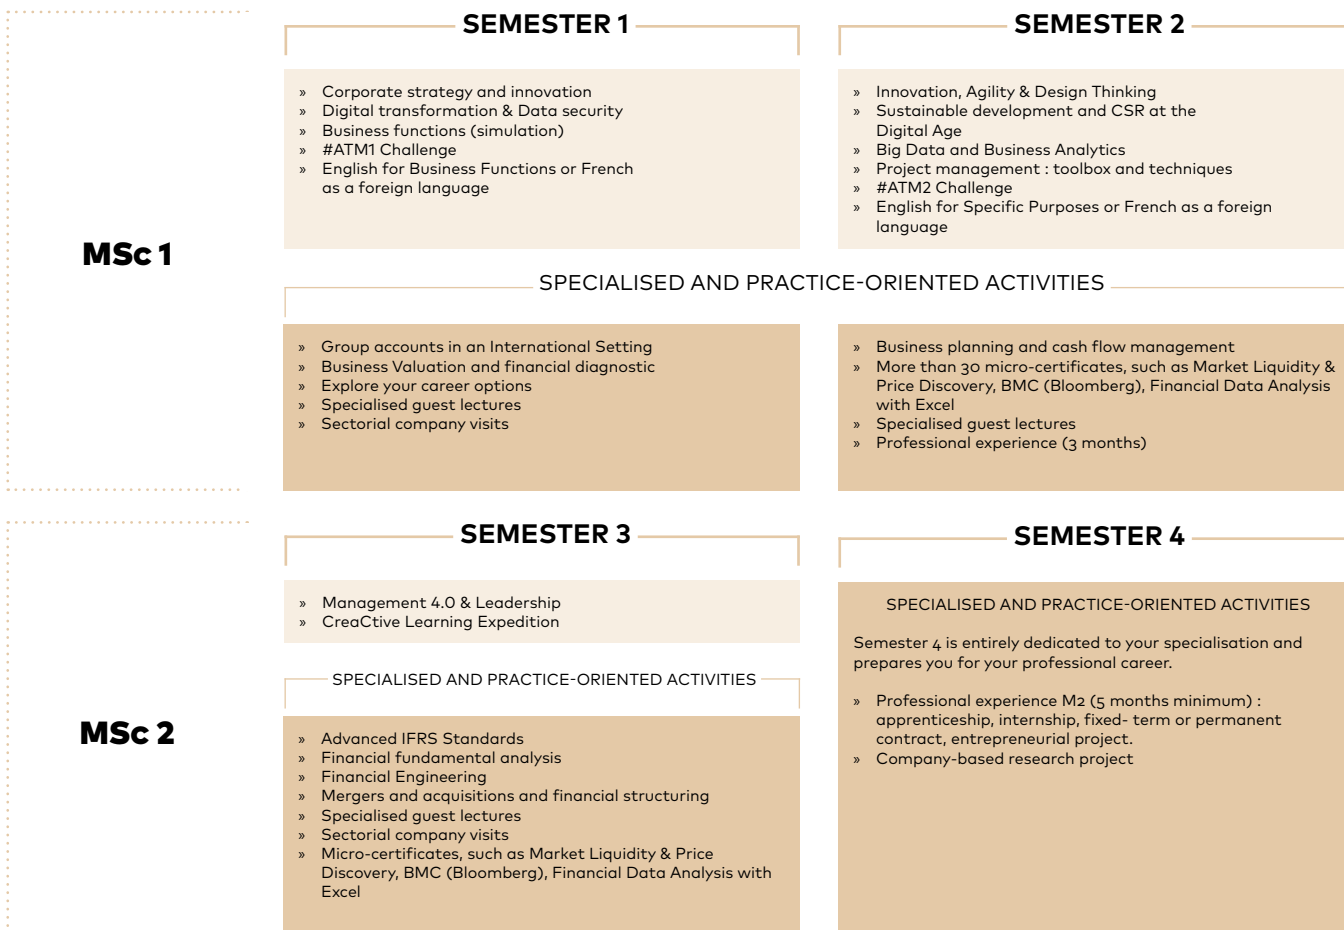 MSc 1
SEMESTER 1
» Corporate strategy and innovation
» Digital transformation & Data security
» Business functions (simulation)
» #ATM1 Challenge
» English for Business Functions or French
as a foreign language
SEMESTER 2
» Innovation, Agility & Design Thinking
» Sustainable development and CSR at the
Digital Age
» Big Data and Business Analytics
» Project management : toolbox and techniques
» #ATM2 Challenge
» English for Specific Purposes or French as a foreign
language
SPECIALISED AND PRACTICE-ORIENTED ACTIVITIES
» Group accounts in an International Setting
» Business Valuation and financial diagnostic
» Explore your career options
» Specialised guest lectures
» Sectorial company visits
» Business planning and cash flow management
» More than 30 micro-certificates, such as Market Liquidity &
Price Discovery, BMC (Bloomberg), Financial Data Analysis
with Excel
» Specialised guest lectures
» Professional experience (3 months)
MSc 2
SEMESTER 3
» Management 4.0 & Leadership
» CreaCtive Learning Expedition
SPECIALISED AND PRACTICE-ORIENTED ACTIVITIES
» Advanced IFRS Standards
» Financial fundamental analysis
» Financial Engineering
» Mergers and acquisitions and financial structuring
» Specialised guest lectures
» Sectorial company visits
» Micro-certificates, such as Market Liquidity & Price
Discovery, BMC (Bloomberg), Financial Data Analysis with
Excel
SEMESTER 4
SPECIALISED AND PRACTICE-ORIENTED ACTIVITIES
Semester 4 is entirely dedicated to your specialisation and
prepares you for your professional career.
» Professional experience M2 (5 months minimum) :
apprenticeship, internship, fixed- term or permanent
contract, entrepreneurial project.
» Company-based research project